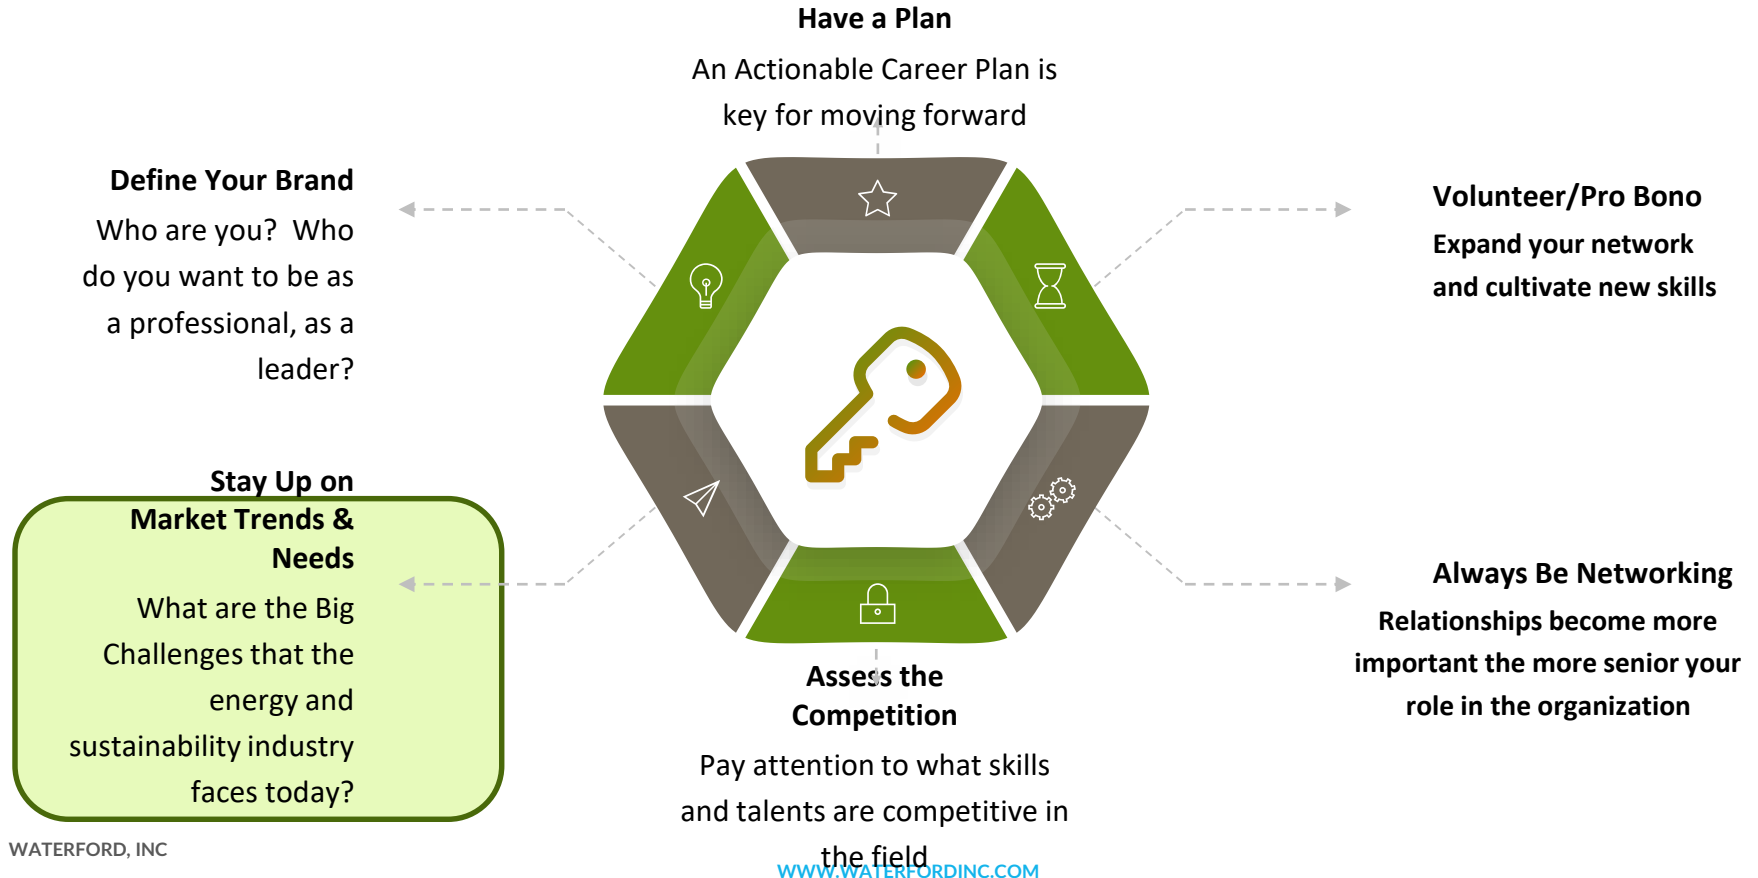 Have a Plan
An Actionable Career Plan is
key for moving forward
Define Your Brand
Who are you?  Who
do you want to be as
a professional, as a
leader?
Volunteer/Pro Bono
Expand your network
and cultivate new skills
Stay Up on
Market Trends &
Needs
What are the Big
Challenges that the
energy and
sustainability industry
faces today?
Always Be Networking
Relationships become more
important the more senior your
role in the organization
Assess the
Competition
Pay attention to what skills
and talents are competitive in
the field
WATERFORD, INC
WWW.WATERFORDINC.COM